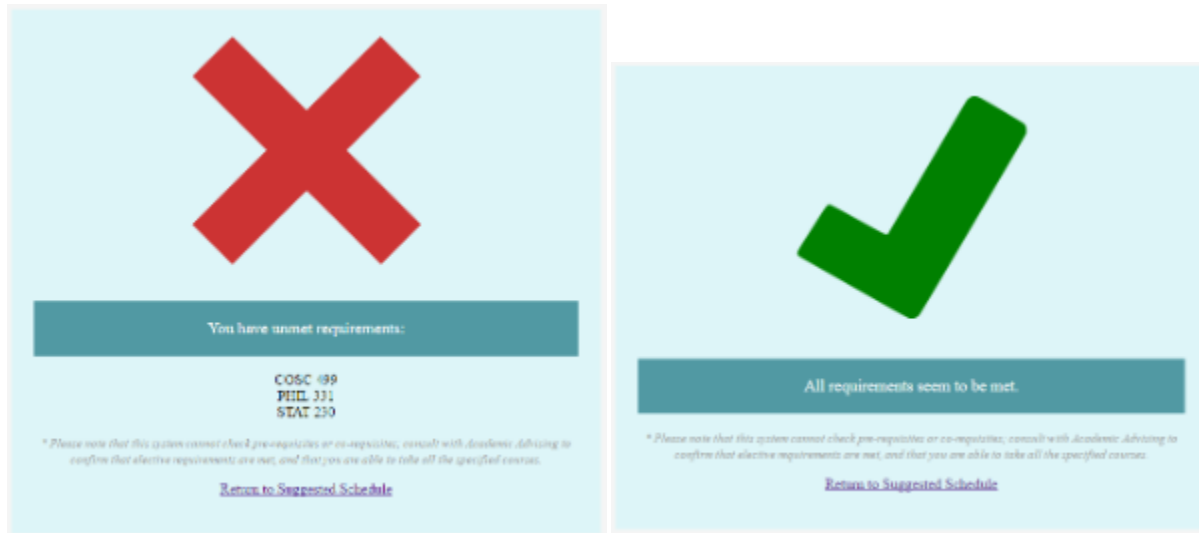 You have unmet requirements:
COSC 499
PHIL 331
STAT 230
* Please note that this system cannot check pre-requisites or co-requisites; consult with Academic Advising to
confirm that elective requirements are met, and that you are able to take all the specified courses.
Return to Suggested Schedule
All requirements seem to be met.
* Please note that this system cannot check pre-requisites or co-requisites; consult with Academic Advising to
confirm that elective requirements are met, and that you are able to take all the specified courses.
Return to Suggested Schedule